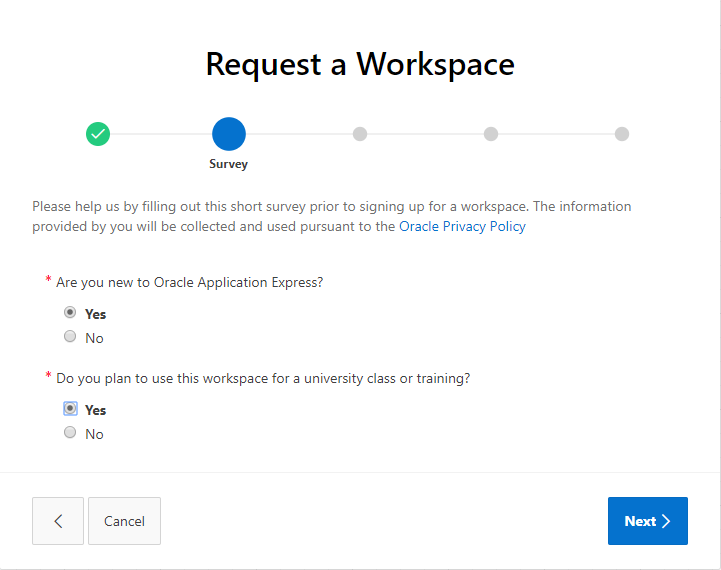 Request a Workspace
Survey
Please help us by filling out this short survey prior to signing up for a workspace. The information
provided by you will be collected and used pursuant to the Oracle Privacy Policy
* Are you new to Oracle Application Express?
Yes
No
* Do you plan to use this workspace for a university class or training?
Yes
No
Cancel
Next